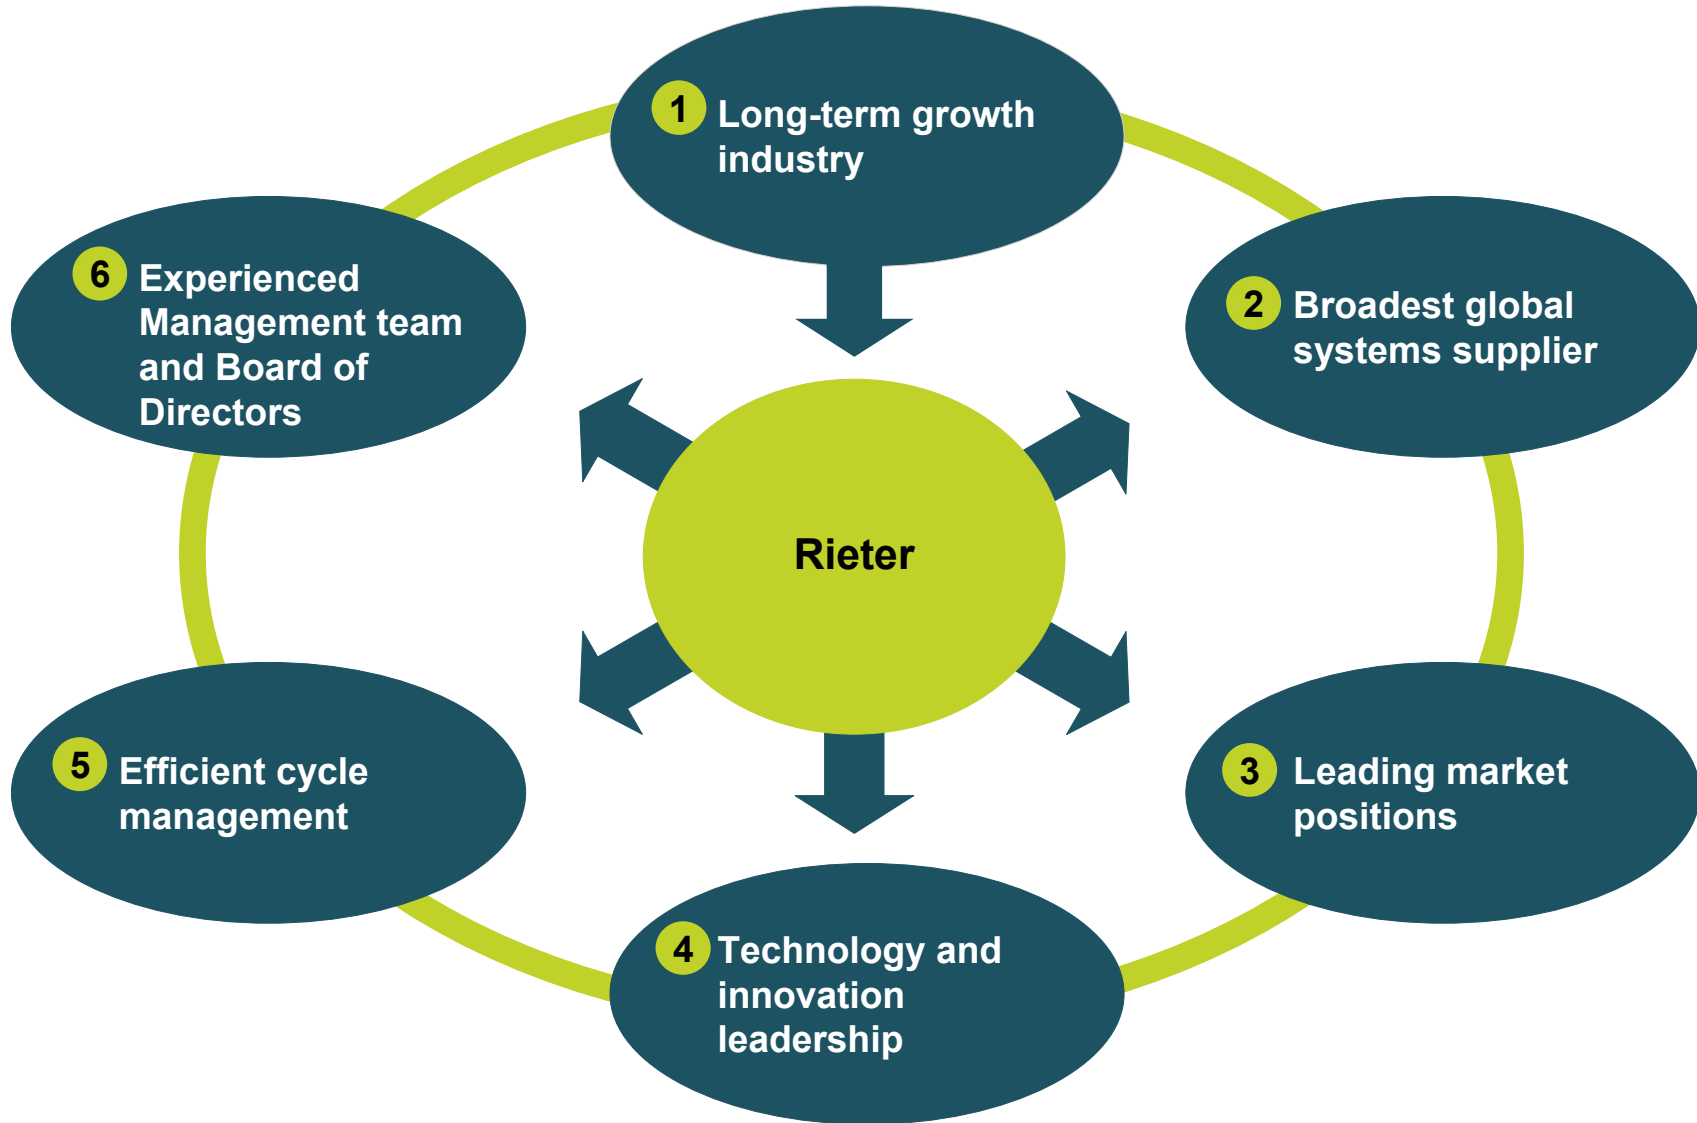 1 Long-term growth
industry
2 Broadest global
systems supplier
3 Leading market
positions
4 Technology and
innovation
leadership
5 Efficient cycle
management
6 Experienced
Management team
and Board of
Directors
Rieter